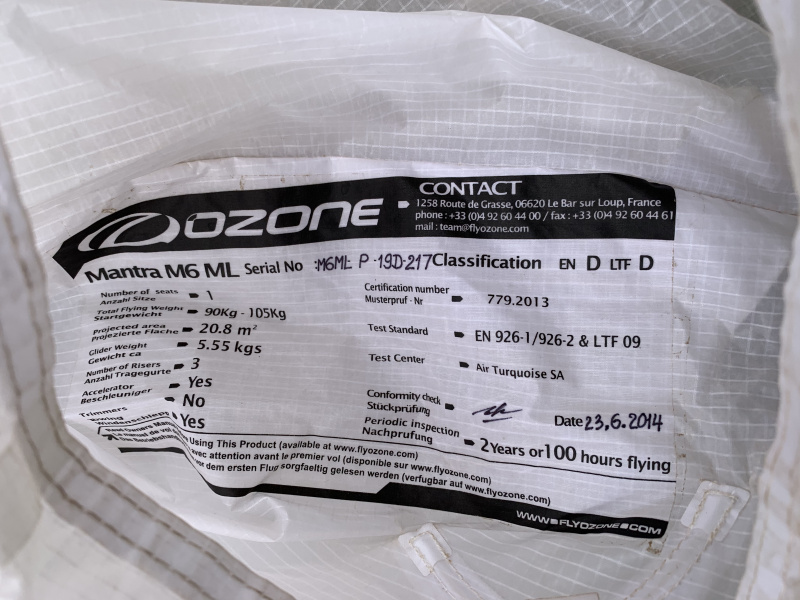 OZONE
CONTACT
1258 Route de Grasse, 06620 Le Bar sur Loup, France
phone : +33 (0)4 92 60 44 00 / fax : +33 (0)4 92 60 44 61
mail : team@flyozone.com
Mantra M6 ML Serial No :M6ML P -19D-217 Classification EN D LTF D
Number of seats
Anzahl Sitze 1
Total Flying Weight
Startgewicht 90Kg - 105Kg
Projected area
Projezierte Flache 20.8 m²
Glider Weight
Gewicht ca 5.55 kgs
Number of Risers
Anzahl Tragegurte 3
Accelerator
Beschleuniger Yes
Trimmers No
Yes
Certification number
Musterpruf - Nr 779.2013
Test Standard EN 926-1/926-2 & LTF 09
Test Center Air Turquoise SA
Conformity check
Stückprüfung Date 23.6.2014
Periodic inspection
Nachprüfung 2Years or 100 hours flying
Using This Product (available at www.flyozone.com)
avec attention avant le premier vol (disponible sur www.flyozone.com)
vor dem ersten Flug sorgfaeltig gelesen werden (verfugbar auf www.flyozone.com)
WWW.FLYOZONE.COM